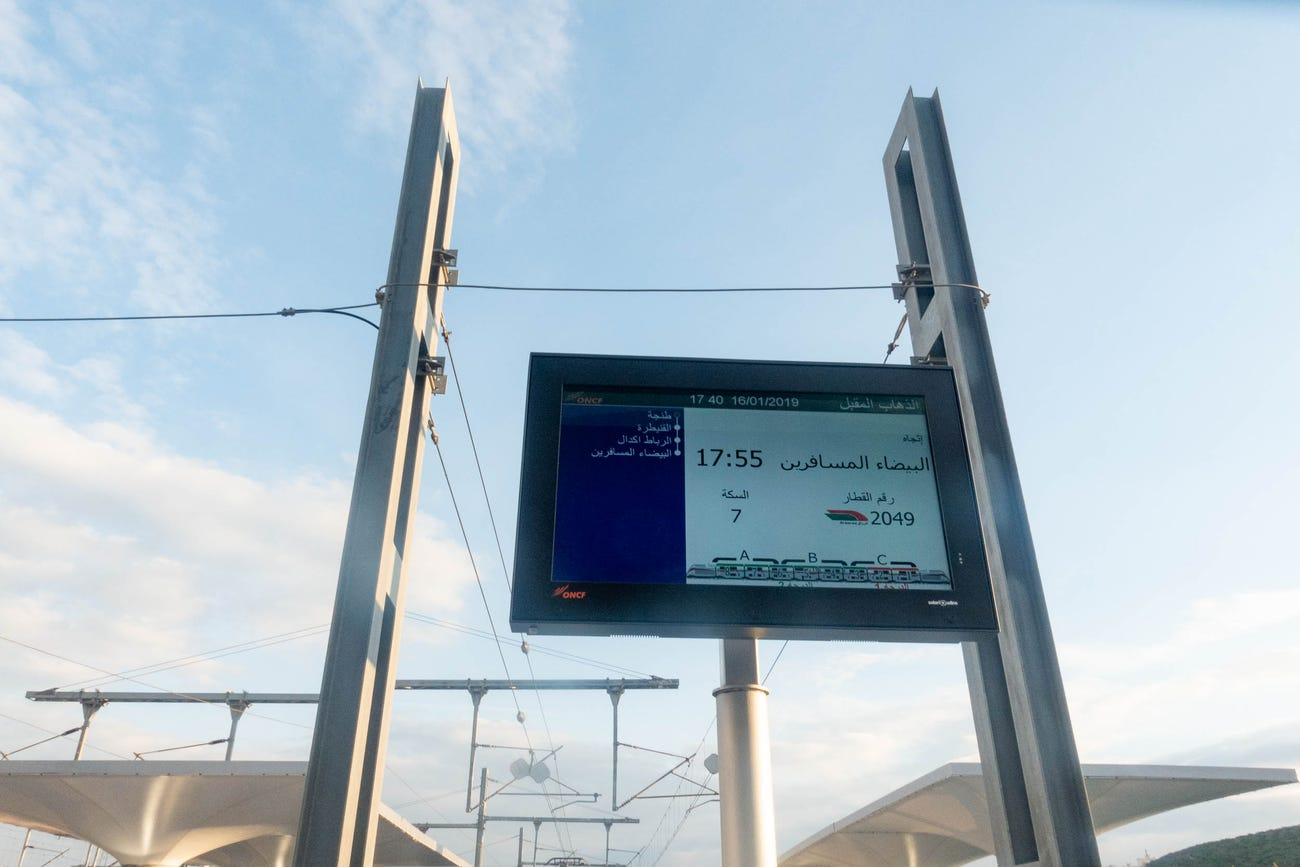 ONCF 17 40 16/01/2019 الذهاب المقبل
طنجة
القنيطرة
الرباط اكدال
البيضاء المسافرين
إتجاه
البيضاء المسافرين 17:55
رقم القطار السكة
2049 7
A B C
ONCF